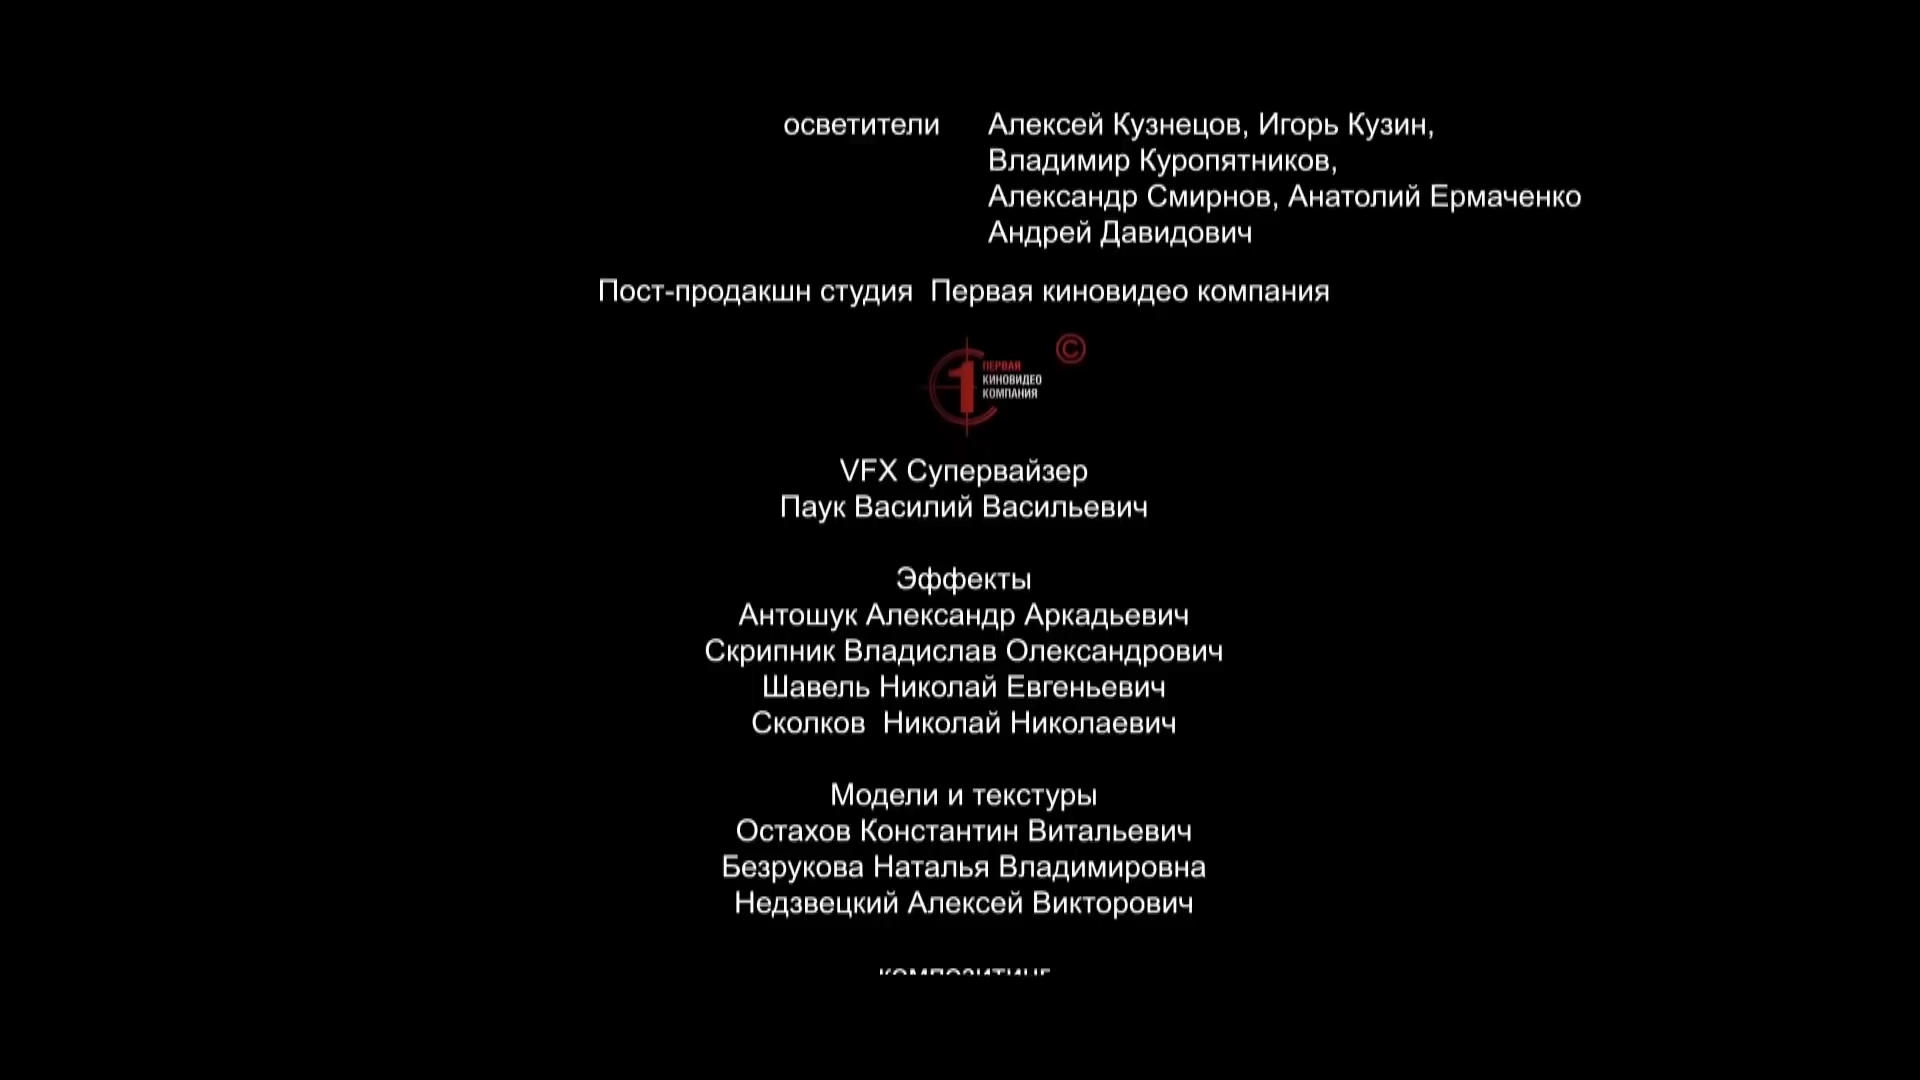 осветители Алексей Кузнецов, Игорь Кузин,
Владимир Куропятников,
Александр Смирнов, Анатолий Ермаченко
Андрей Давидович
Пост-продакшн студия Первая киновидео компания
©
1
ПЕРВАЯ
КИНОВИДЕО
КОМПАНИЯ
VFX Супервайзер
Паук Василий Васильевич
Эффекты
Антошук Александр Аркадьевич
Скрипник Владислав Олександрович
Шавель Николай Евгеньевич
Сколков Николай Николаевич
Модели и текстуры
Остахов Константин Витальевич
Безрукова Наталья Владимировна
Недзвецкий Алексей Викторович
композитинг